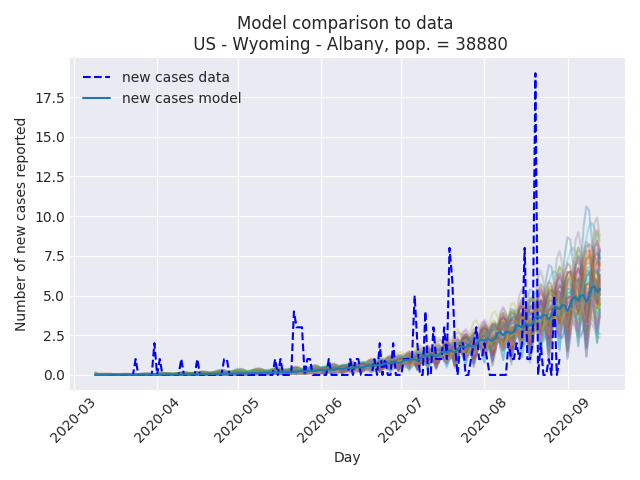 Model comparison to data
US - Wyoming - Albany, pop. = 38880
new cases data
new cases model
Number of new cases reported
17.5
15.0
12.5
10.0
7.5
5.0
2.5
0.0
2020-03
2020-04
2020-05
2020-06
2020-07
2020-08
2020-09
Day